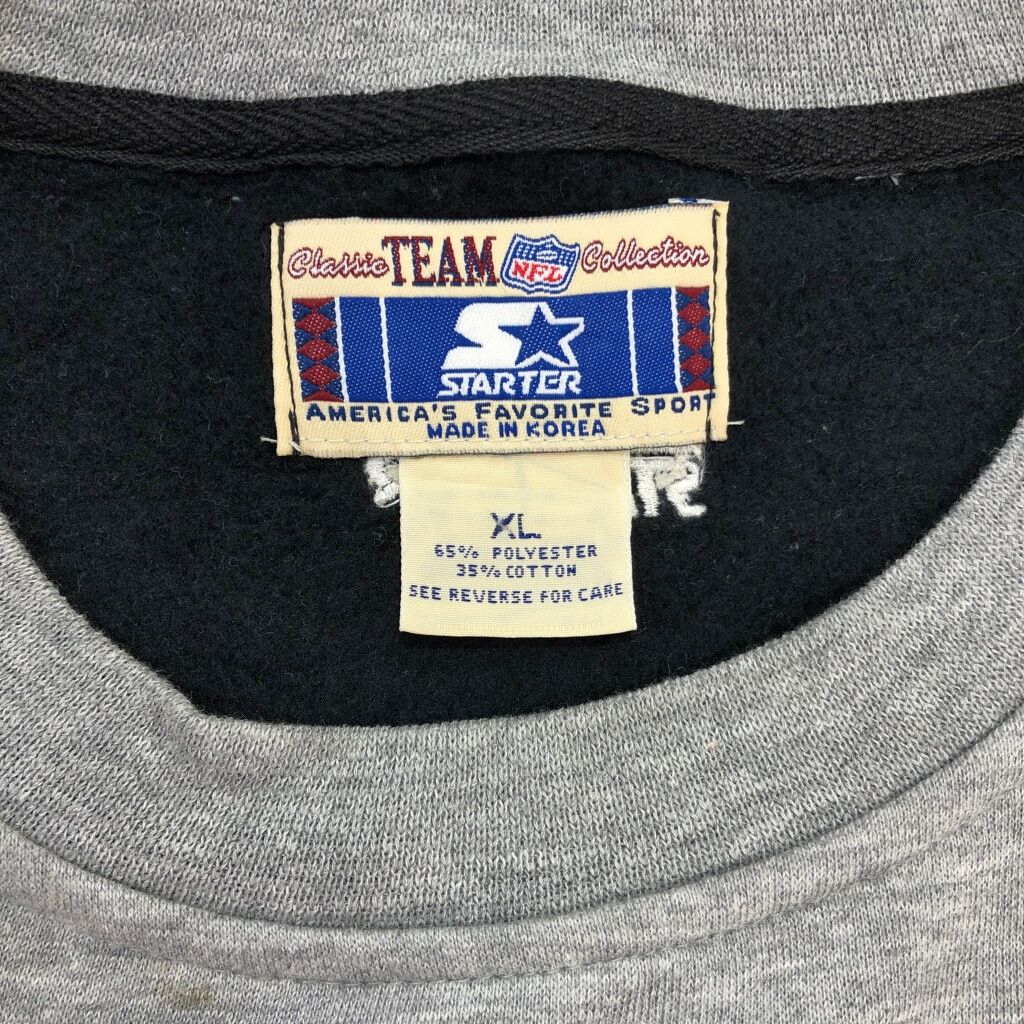 Classic TEAM NFL Collection
STARTER
AMERICA'S FAVORITE SPORT
MADE IN KOREA
XL
65% POLYESTER
35% COTTON
SEE REVERSE FOR CARE